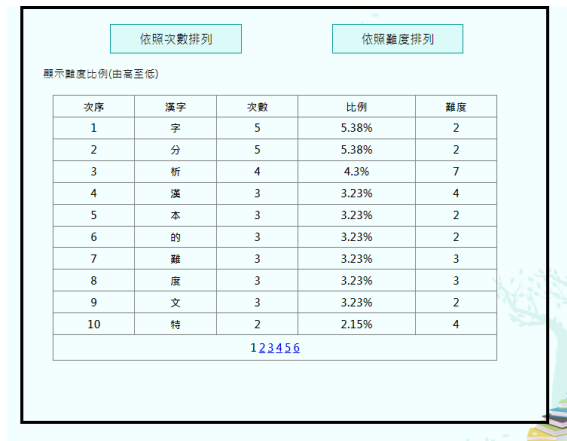 依照次數排列 依照難度排列
顯示難度比例(由高至低)
次序 漢字 次數 比例 難度
1 字 5 5.38% 2
2 分 5 5.38% 2
3 析 4 4.3% 7
4 漢 3 3.23% 4
5 本 3 3.23% 2
6 的 3 3.23% 2
7 難 3 3.23% 3
8 度 3 3.23% 3
9 文 3 3.23% 2
10 特 2 2.15% 4
1 2 3 4 5 6